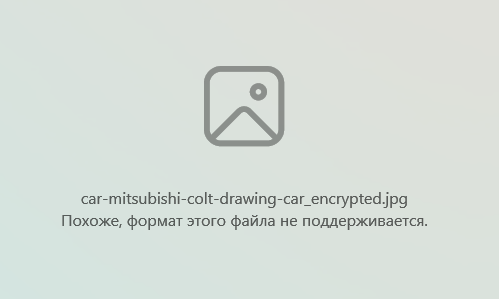 car-mitsubishi-colt-drawing-car_encrypted.jpg
Похоже, формат этого файла не поддерживается.